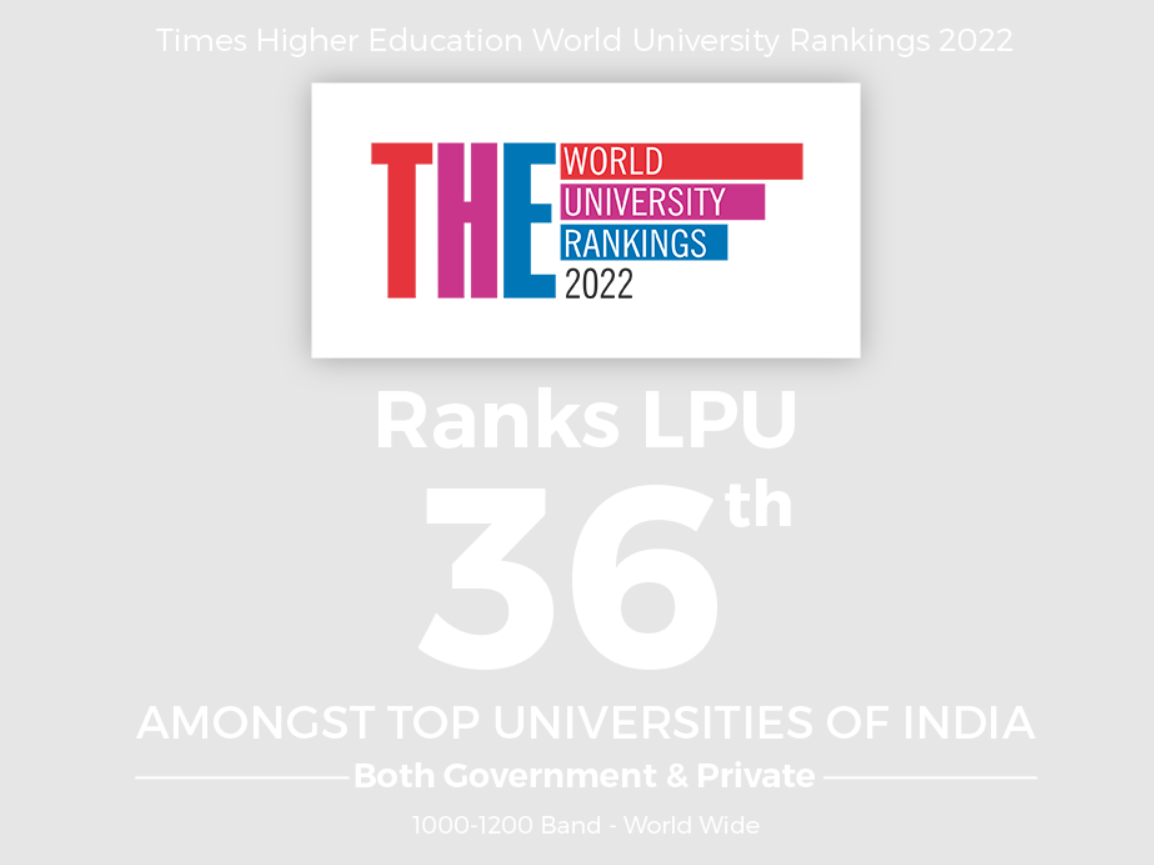 Times Higher Education World University Rankings 2022
THE WORLD
UNIVERSITY
RANKINGS
2022
Ranks LPU
36th
AMONGST TOP UNIVERSITIES OF INDIA
Both Government & Private
1000-1200 Band - World Wide